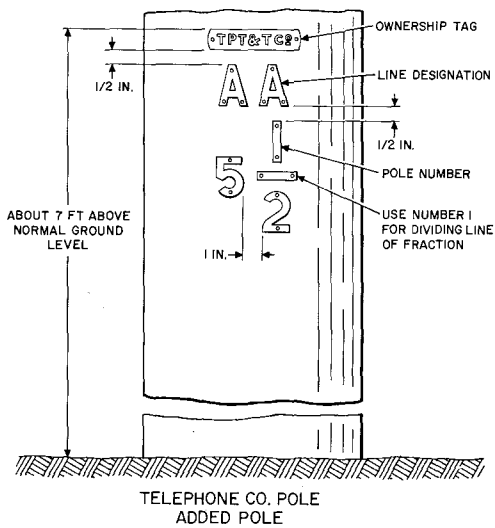 TPT&TCO
OWNERSHIP TAG
A A
LINE DESIGNATION
1/2 IN.
1/2 IN.
1
POLE NUMBER
5
2
USE NUMBER 1
FOR DIVIDING LINE
OF FRACTION
ABOUT 7 FT ABOVE
NORMAL GROUND
LEVEL
1 IN.
TELEPHONE CO. POLE
ADDED POLE